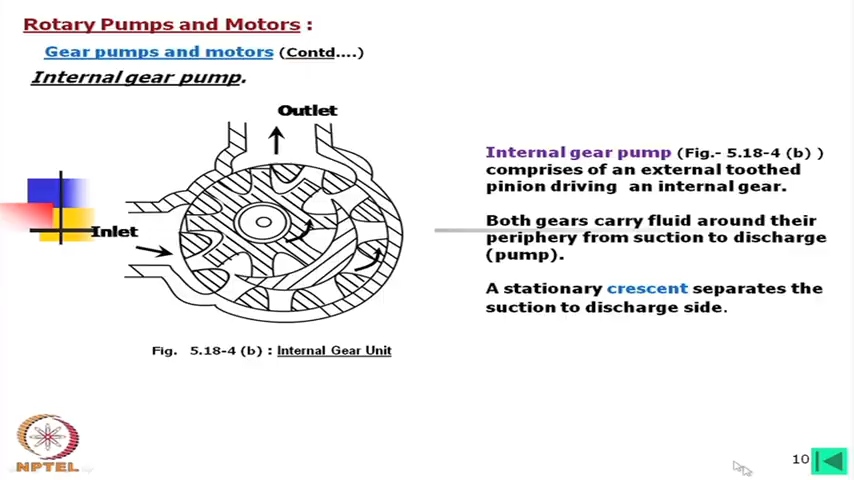 Rotary Pumps and Motors :
Gear pumps and motors (Contd....)
Internal gear pump.
Outlet
Inlet
Fig. 5.18-4 (b) : Internal Gear Unit
Internal gear pump (Fig.- 5.18-4 (b) )
comprises of an external toothed
pinion driving an internal gear.
Both gears carry fluid around their
periphery from suction to discharge
(pump).
A stationary crescent separates the
suction to discharge side.
NPTEL
10